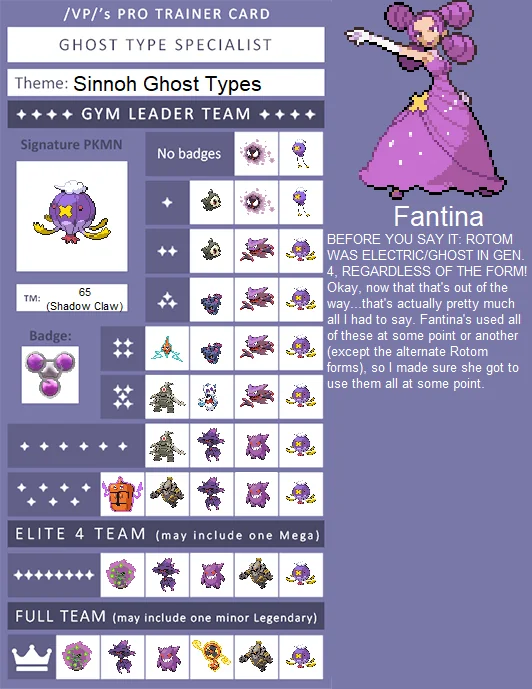 /VP/'s PRO TRAINER CARD
GHOST TYPE SPECIALIST
Theme: Sinnoh Ghost Types
GYM LEADER TEAM
Signature PKMN
No badges
TM: 65
(Shadow Claw)
Badge:
ELITE 4 TEAM (may include one Mega)
FULL TEAM (may include one minor Legendary)
Fantina
BEFORE YOU SAY IT: ROTOM
WAS ELECTRIC/GHOST IN GEN.
4, REGARDLESS OF THE FORM!
Okay, now that that's out of the
way...that's actually pretty much
all I had to say. Fantina's used all
of these at some point or another
(except the alternate Rotom
forms), so I made sure she got to
use them all at some point.